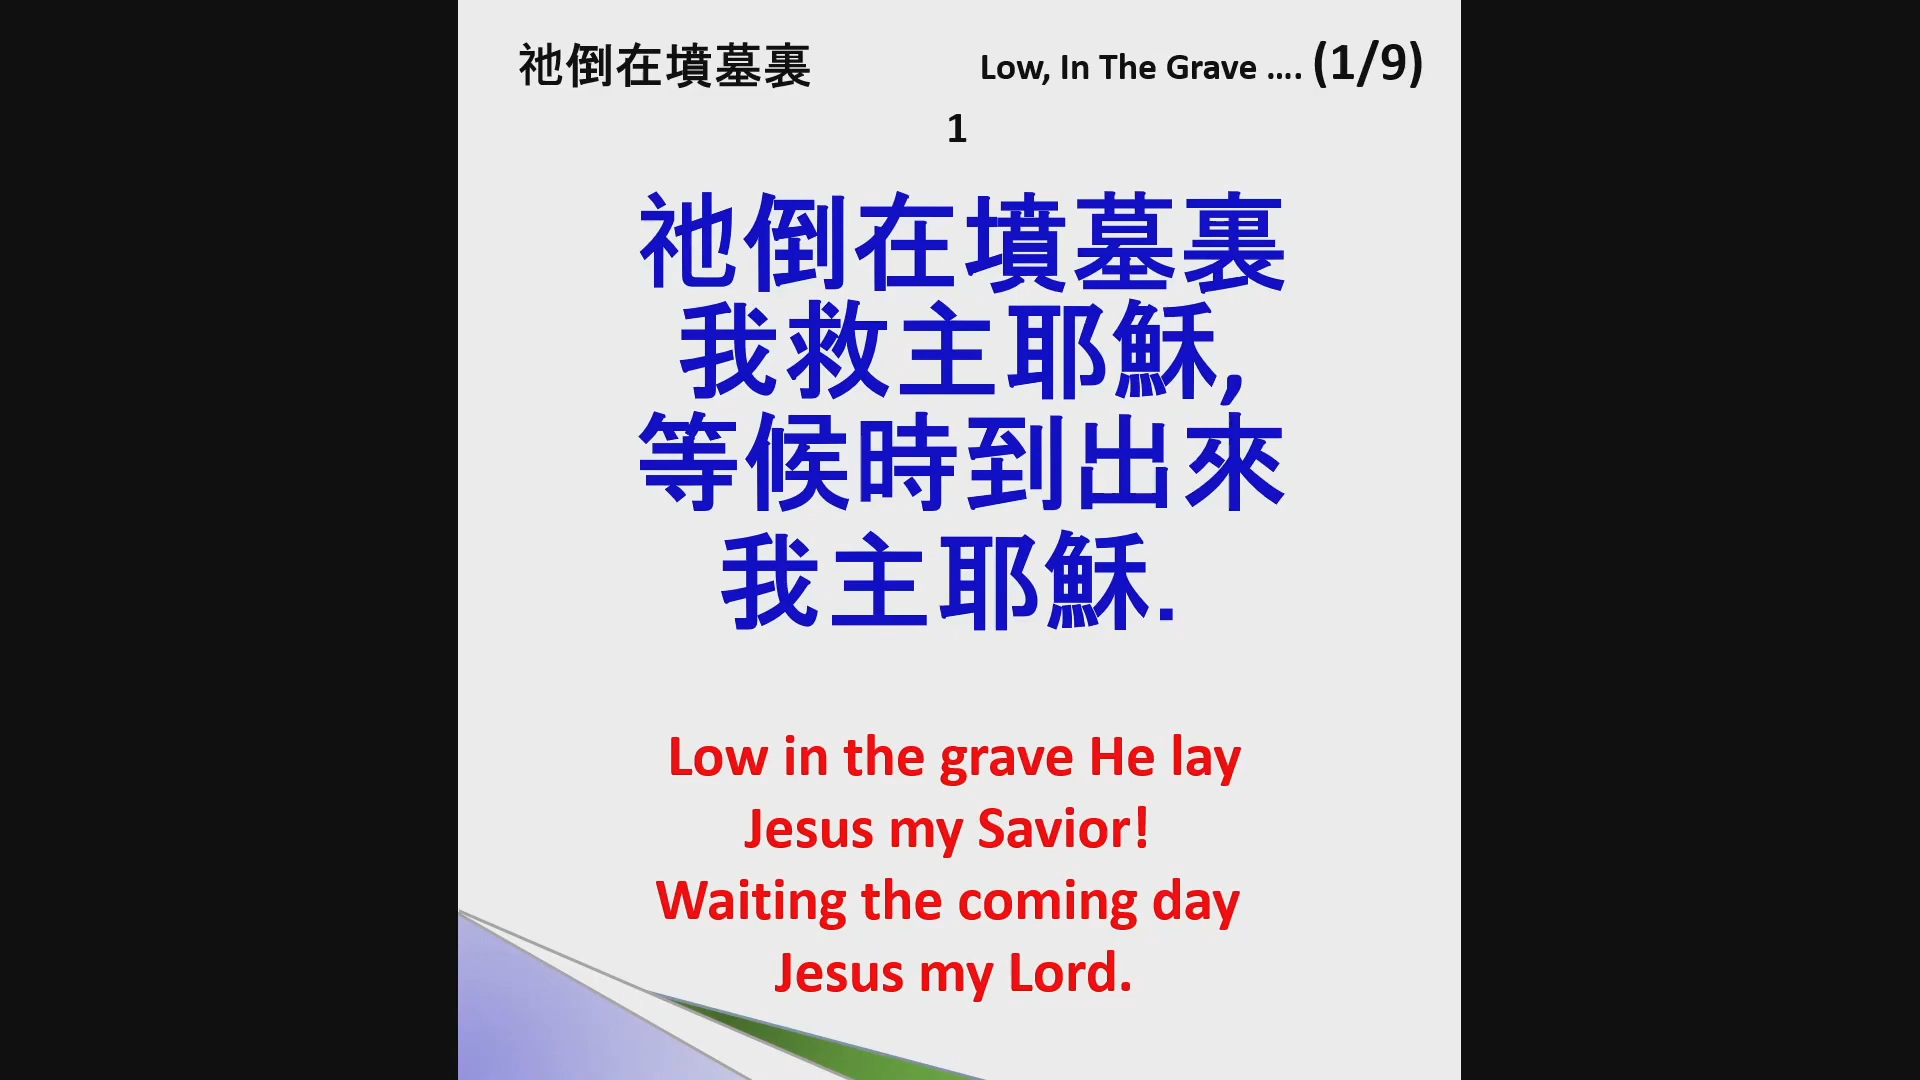 祂倒在墳墓裏 Low, In The Grave .... (1/9)
1
祂倒在墳墓裏
我救主耶穌,
等候時到出來
我主耶穌.
Low in the grave He lay
Jesus my Savior!
Waiting the coming day
Jesus my Lord.